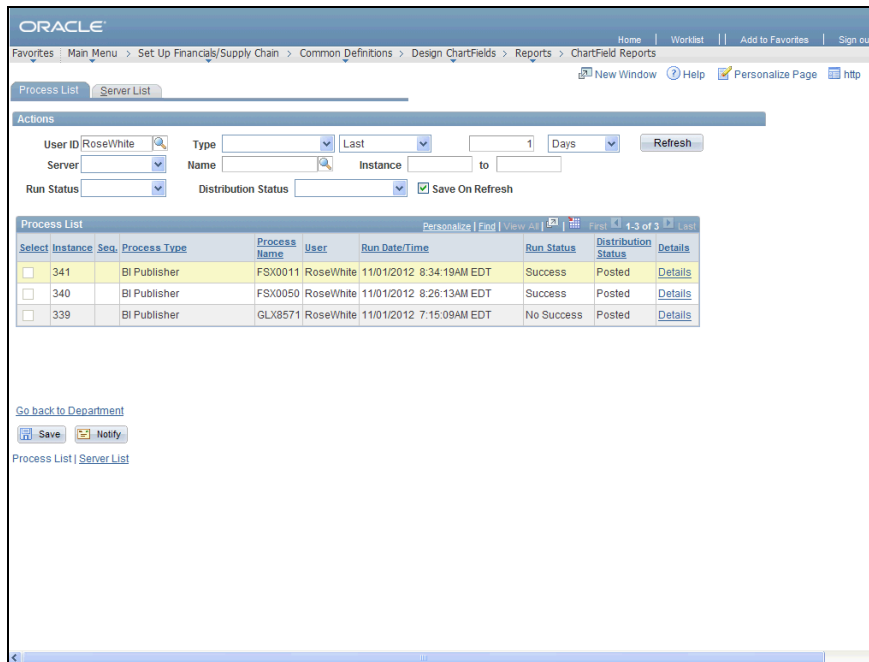 ORACLE
Home | Worklist || Add to Favorites | Sign ou
Favorites Main Menu > Set Up Financials/Supply Chain > Common Definitions > Design ChartFields > Reports > ChartField Reports
New Window Help Personalize Page http
Process List Server List
Actions
User ID RoseWhite Type Last 1 Days Refresh
Server Name Instance to
Run Status Distribution Status Save On Refresh
Process List Personalize | Find | View All | First 1-3 of 3 Last
Select Instance Seq. Process Type Process Name User Run Date/Time Run Status Distribution Status Details
341 BI Publisher FSX0011 RoseWhite 11/01/2012 8:34:19AM EDT Success Posted Details
340 BI Publisher FSX0050 RoseWhite 11/01/2012 8:26:13AM EDT Success Posted Details
339 BI Publisher GLX8571 RoseWhite 11/01/2012 7:15:09AM EDT No Success Posted Details
Go back to Department
Save Notify
Process List | Server List